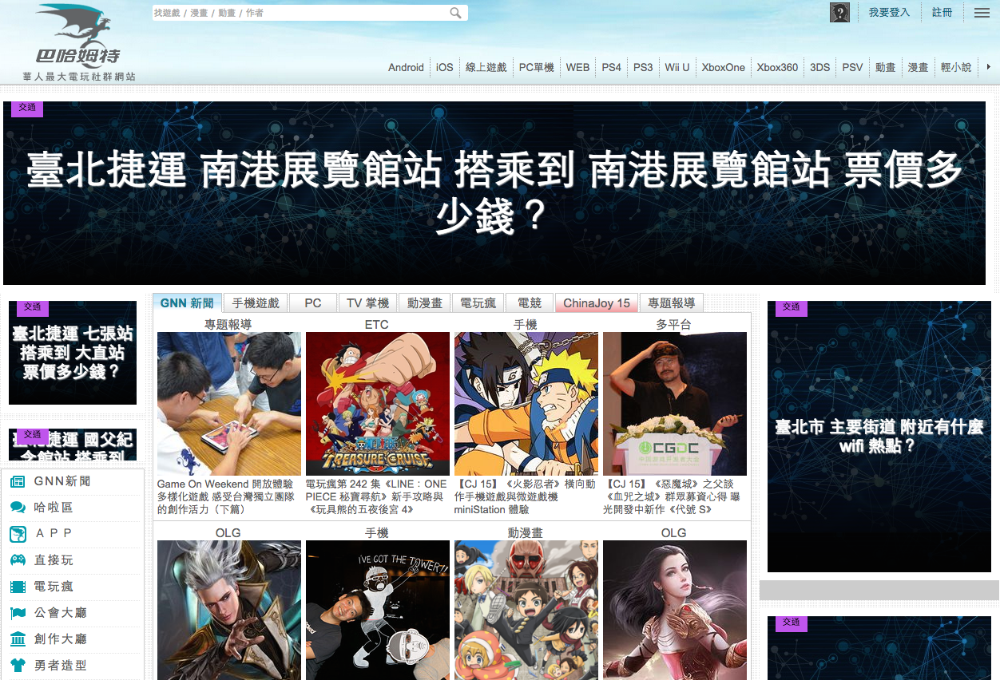 找遊戲 / 漫畫 / 動畫 / 作者
我要登入
註冊
巴哈姆特
華人最大電玩社群網站
Android
iOS
線上遊戲
PC單機
WEB
PS4
PS3
Wii U
XboxOne
Xbox360
3DS
PSV
動畫
漫畫
輕小說
交通
臺北捷運 南港展覽館站 搭乘到 南港展覽館站 票價多
少錢？
交通
臺北捷運 七張站
搭乘到 大直站
票價多少錢？
交通
捷運 國父紀
念館站 搭乘到
GNN新聞
哈啦區
APP
直接玩
電玩瘋
公會大廳
創作大廳
勇者造型
GNN 新聞
手機遊戲
PC
TV 掌機
動漫畫
電玩瘋
電競
ChinaJoy 15
專題報導
專題報導
Game On Weekend 開放體驗
多樣化遊戲 感受台灣獨立團隊
的創作活力（下篇）
ETC
TREASURE CRUISE
電玩瘋第 242 集《LINE：ONE
PIECE 秘寶尋航》新手攻略與
《玩具熊的五夜後宮 4》
手機
【CJ 15】《火影忍者》橫向動
作手機遊戲與微遊戲機
miniStation 體驗
多平台
CGDC
中国游戏开发者大会
【CJ 15】《惡魔城》之父談
《血咒之城》群眾募資心得 曝
光開發中新作《代號 S》
OLG
手機
I'VE GOT THE TOWER!!
動漫畫
OLG
交通
臺北市 主要街道 附近有什麼
wifi 熱點？
交通